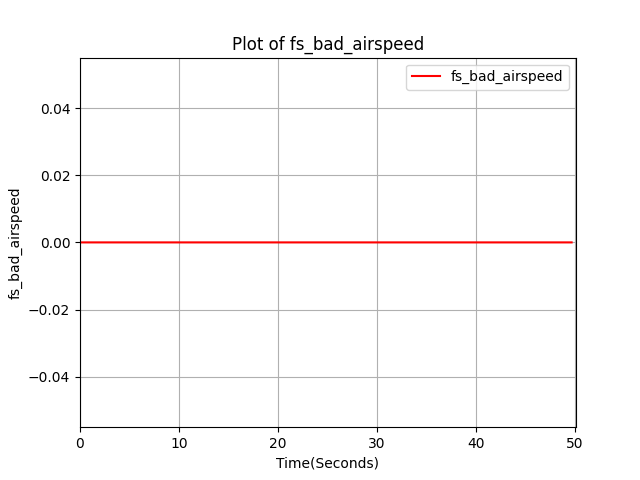 Plot of fs_bad_airspeed
fs_bad_airspeed
0.04
0.02
0.00
−0.02
−0.04
fs_bad_airspeed
0 10 20 30 40 50
Time(Seconds)